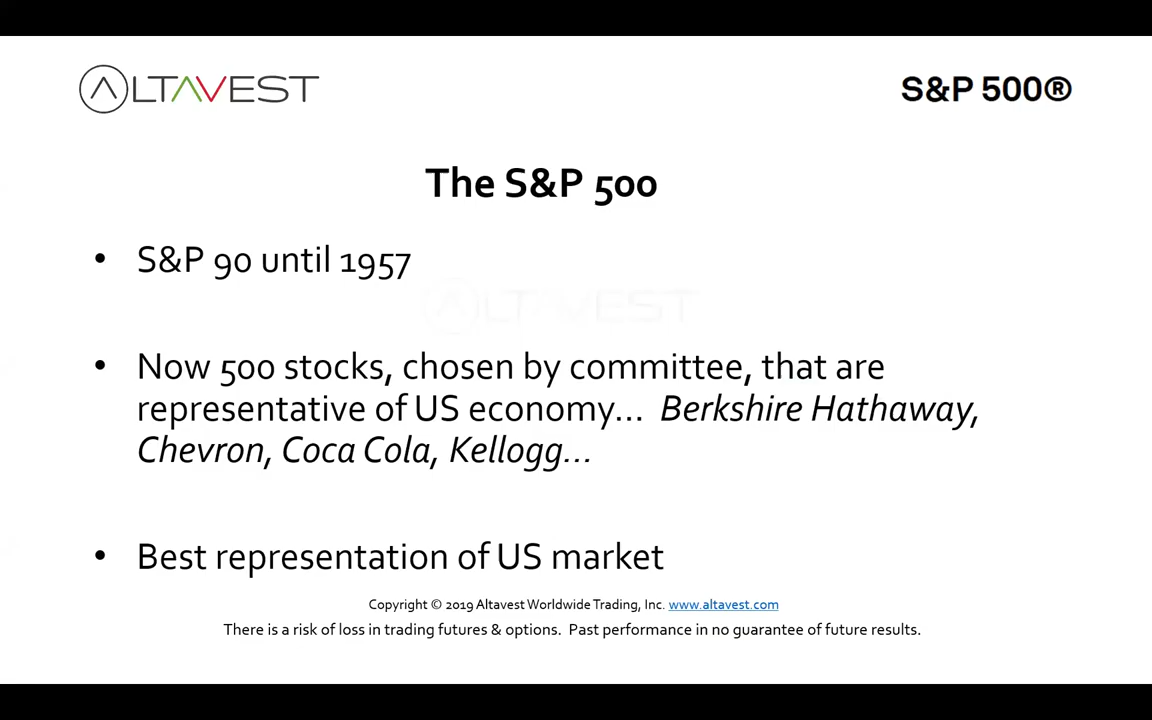 ALTAVEST
S&P 500®
The S&P 500
• S&P 90 until 1957
ALTAVEST
• Now 500 stocks, chosen by committee, that are
representative of US economy... Berkshire Hathaway,
Chevron, Coca Cola, Kellogg...
• Best representation of US market
Copyright © 2019 Altavest Worldwide Trading, Inc. www.altavest.com
There is a risk of loss in trading futures & options. Past performance in no guarantee of future results.